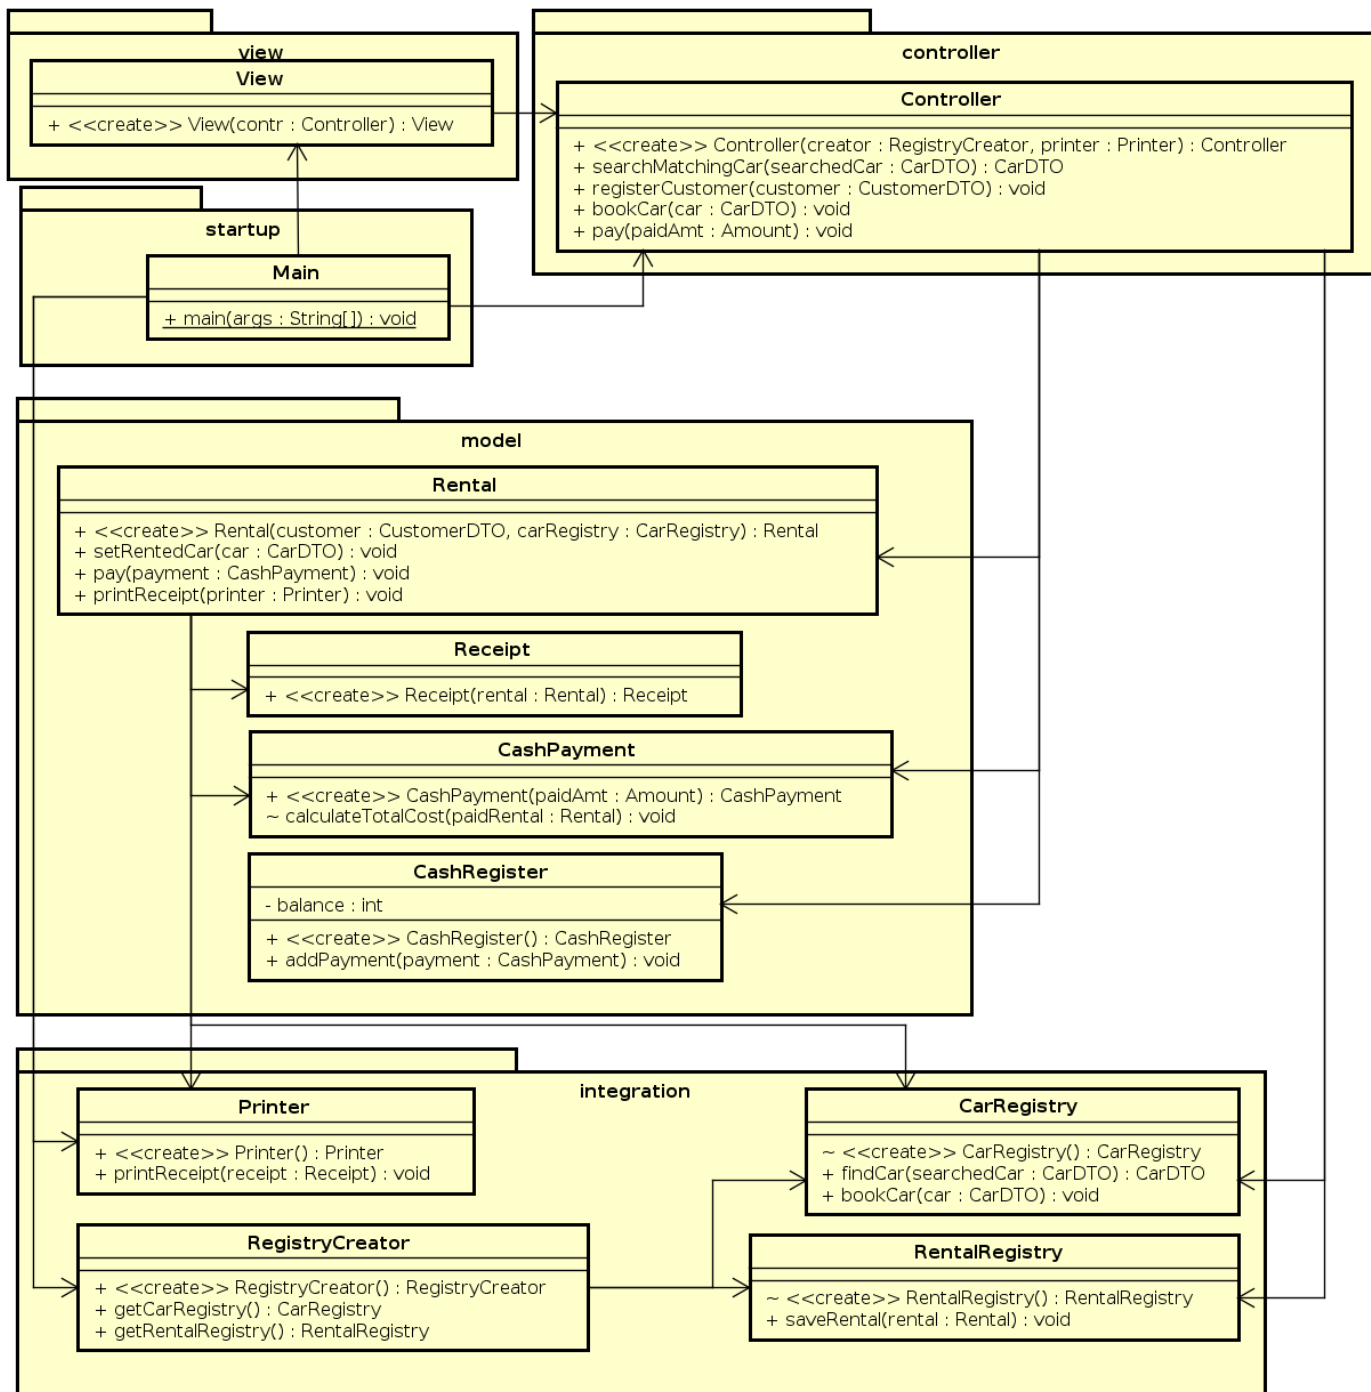 view
View
+ <<create>> View(contr : Controller) : View
controller
Controller
+ <<create>> Controller(creator : RegistryCreator, printer : Printer) : Controller
+ searchMatchingCar(searchedCar : CarDTO) : CarDTO
+ registerCustomer(customer : CustomerDTO) : void
+ bookCar(car : CarDTO) : void
+ pay(paidAmt : Amount) : void
startup
Main
+ main(args : String[]) : void
model
Rental
+ <<create>> Rental(customer : CustomerDTO, carRegistry : CarRegistry) : Rental
+ setRentedCar(car : CarDTO) : void
+ pay(payment : CashPayment) : void
+ printReceipt(printer : Printer) : void
Receipt
+ <<create>> Receipt(rental : Rental) : Receipt
CashPayment
+ <<create>> CashPayment(paidAmt : Amount) : CashPayment
~ calculateTotalCost(paidRental : Rental) : void
CashRegister
- balance : int
+ <<create>> CashRegister() : CashRegister
+ addPayment(payment : CashPayment) : void
integration
Printer
+ <<create>> Printer() : Printer
+ printReceipt(receipt : Receipt) : void
CarRegistry
~ <<create>> CarRegistry() : CarRegistry
+ findCar(searchedCar : CarDTO) : CarDTO
+ bookCar(car : CarDTO) : void
RegistryCreator
+ <<create>> RegistryCreator() : RegistryCreator
+ getCarRegistry() : CarRegistry
+ getRentalRegistry() : RentalRegistry
RentalRegistry
~ <<create>> RentalRegistry() : RentalRegistry
+ saveRental(rental : Rental) : void